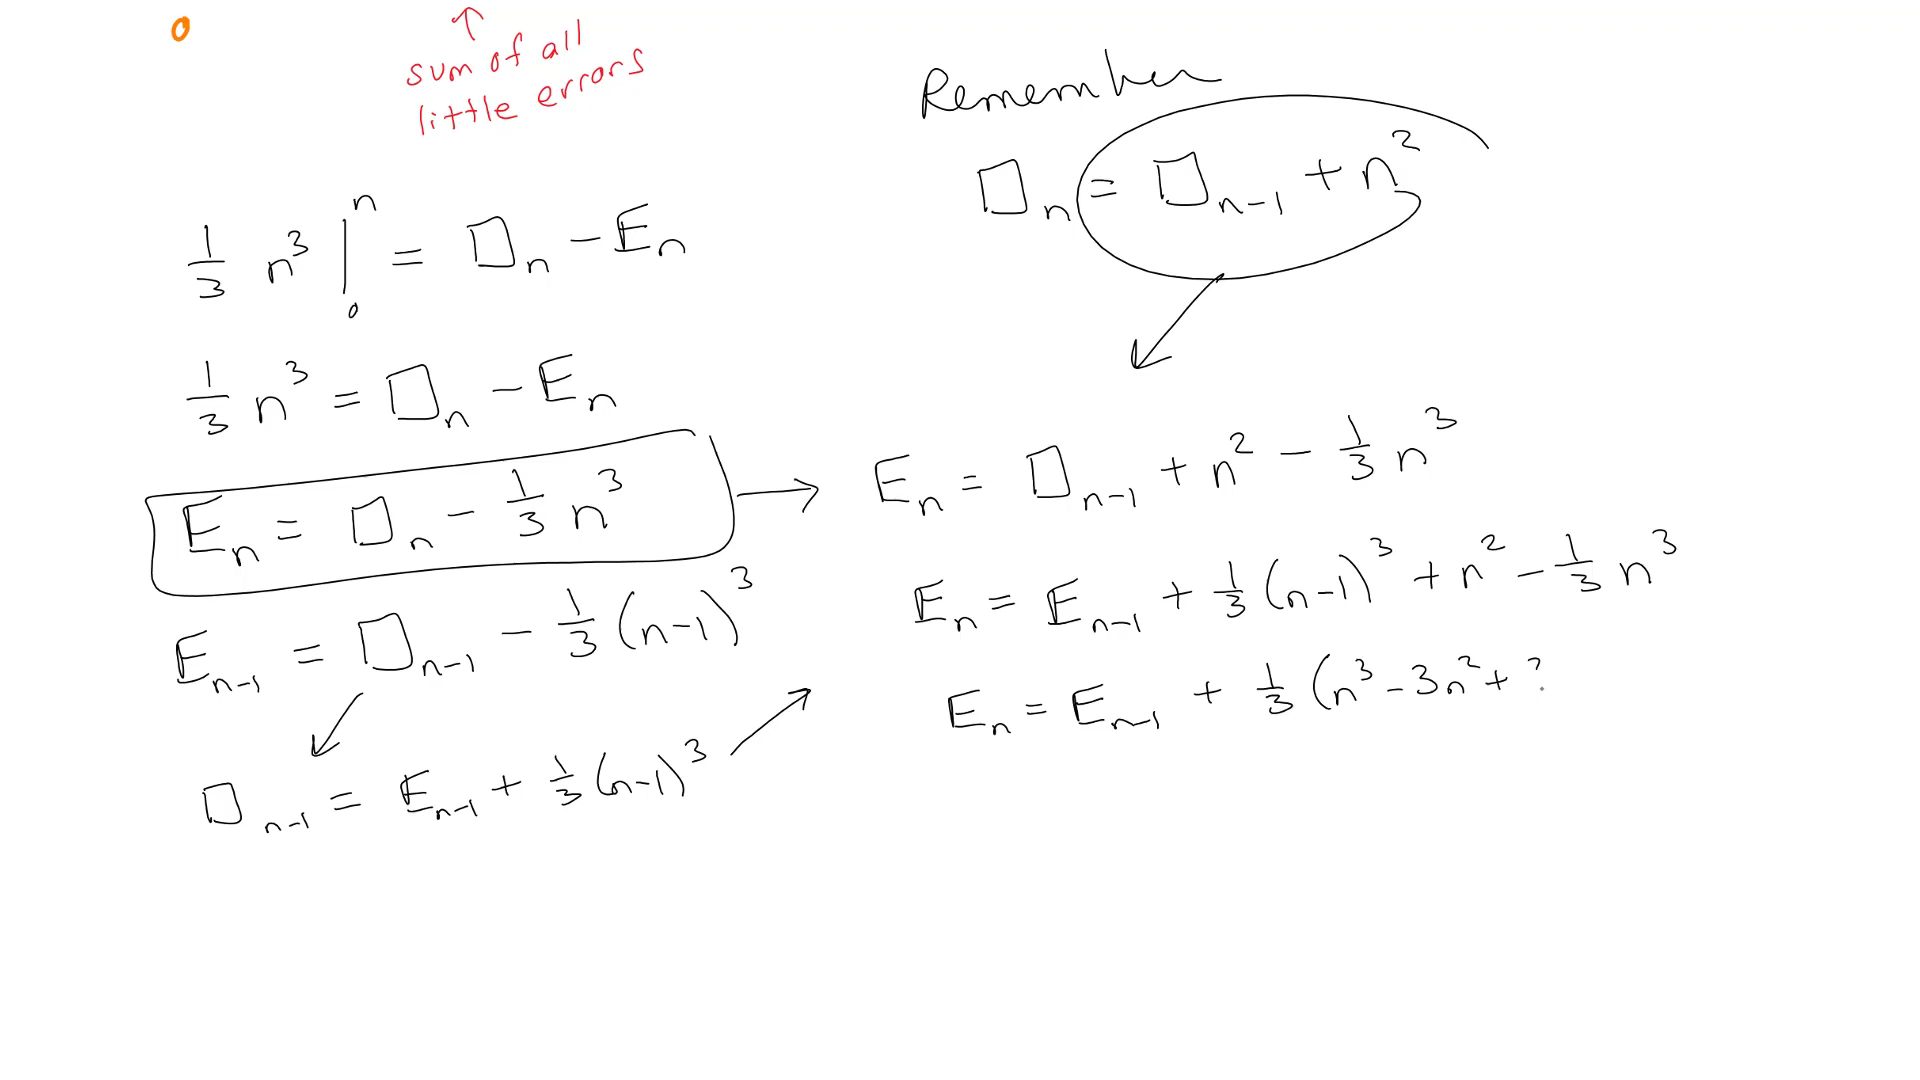 0
↑
sum of all
little errors
1/3 n³ |₀ⁿ = □ₙ − Eₙ
1/3 n³ = □ₙ − Eₙ
Eₙ = □ₙ − 1/3 n³
Eₙ₋₁ = □ₙ₋₁ − 1/3 (n−1)³
□ₙ₋₁ = Eₙ₋₁ + 1/3 (n−1)³
Remember
□ₙ = □ₙ₋₁ + n²
Eₙ = □ₙ₋₁ + n² − 1/3 n³
Eₙ = Eₙ₋₁ + 1/3 (n−1)³ + n² − 1/3 n³
Eₙ = Eₙ₋₁ + 1/3 (n³ − 3n² +